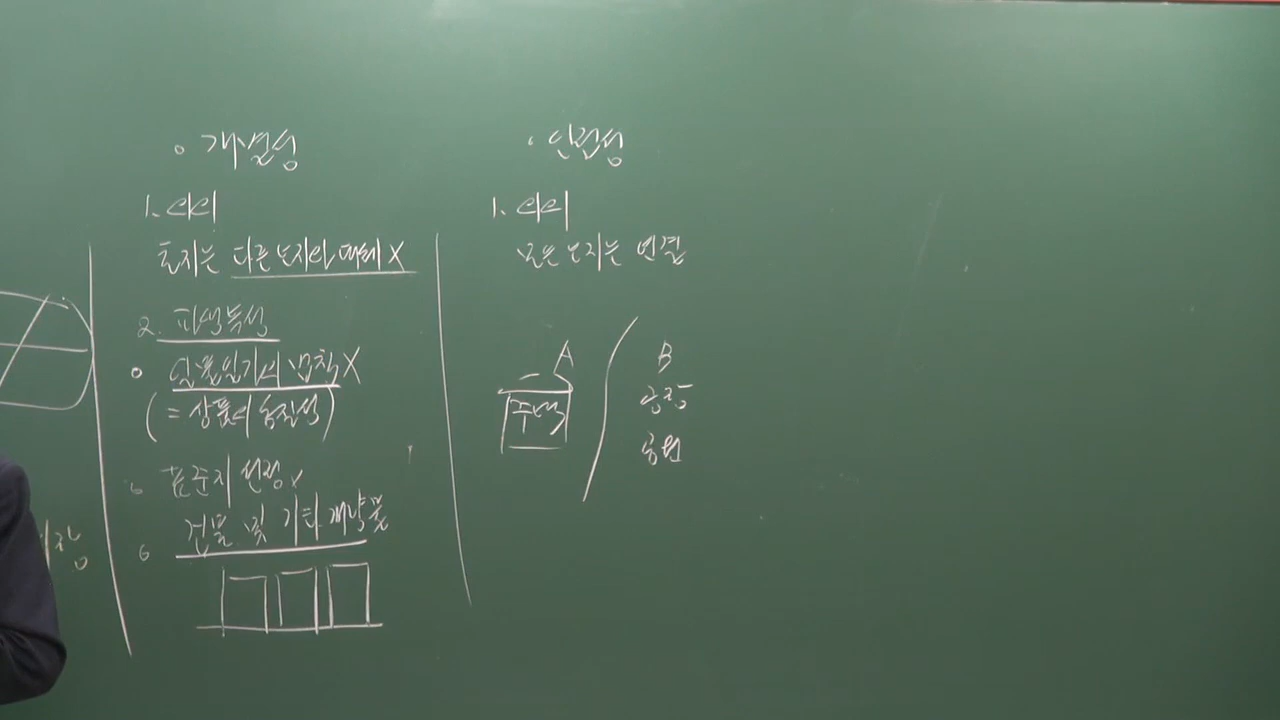 개별성
1. 의의
토지는 다른 토지와 대체 X
2. 파생특성
일물일가의 법칙 X
(= 상품의 동질성)
표준지 선정 X
건물 및 기타 개량물
인접성
1. 의의
모든 토지는 연결
A
주택
B
공장
공원